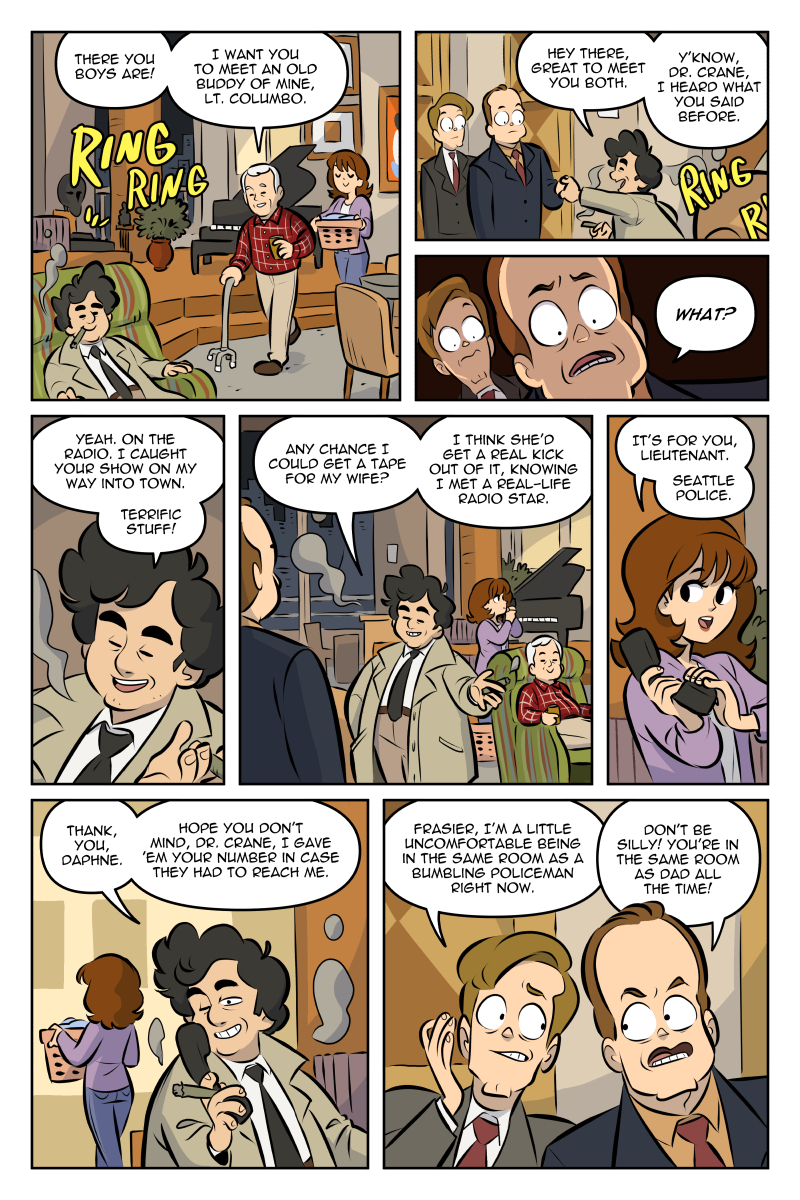 THERE YOU
BOYS ARE!
I WANT YOU
TO MEET AN OLD
BUDDY OF MINE,
LT. COLUMBO.
RING
RING
HEY THERE,
GREAT TO MEET
YOU BOTH.
Y'KNOW,
DR. CRANE,
I HEARD WHAT
YOU SAID
BEFORE.
RING
R
WHAT?
YEAH. ON THE
RADIO. I CAUGHT
YOUR SHOW ON MY
WAY INTO TOWN.
TERRIFIC
STUFF!
ANY CHANCE I
COULD GET A TAPE
FOR MY WIFE?
I THINK SHE'D
GET A REAL KICK
OUT OF IT, KNOWING
I MET A REAL-LIFE
RADIO STAR.
IT'S FOR YOU,
LIEUTENANT.
SEATTLE
POLICE.
THANK,
YOU,
DAPHNE.
HOPE YOU DON'T
MIND, DR. CRANE, I GAVE
'EM YOUR NUMBER IN CASE
THEY HAD TO REACH ME.
FRASIER, I'M A LITTLE
UNCOMFORTABLE BEING
IN THE SAME ROOM AS A
BUMBLING POLICEMAN
RIGHT NOW.
DON'T BE
SILLY! YOU'RE IN
THE SAME ROOM
AS DAD ALL
THE TIME!